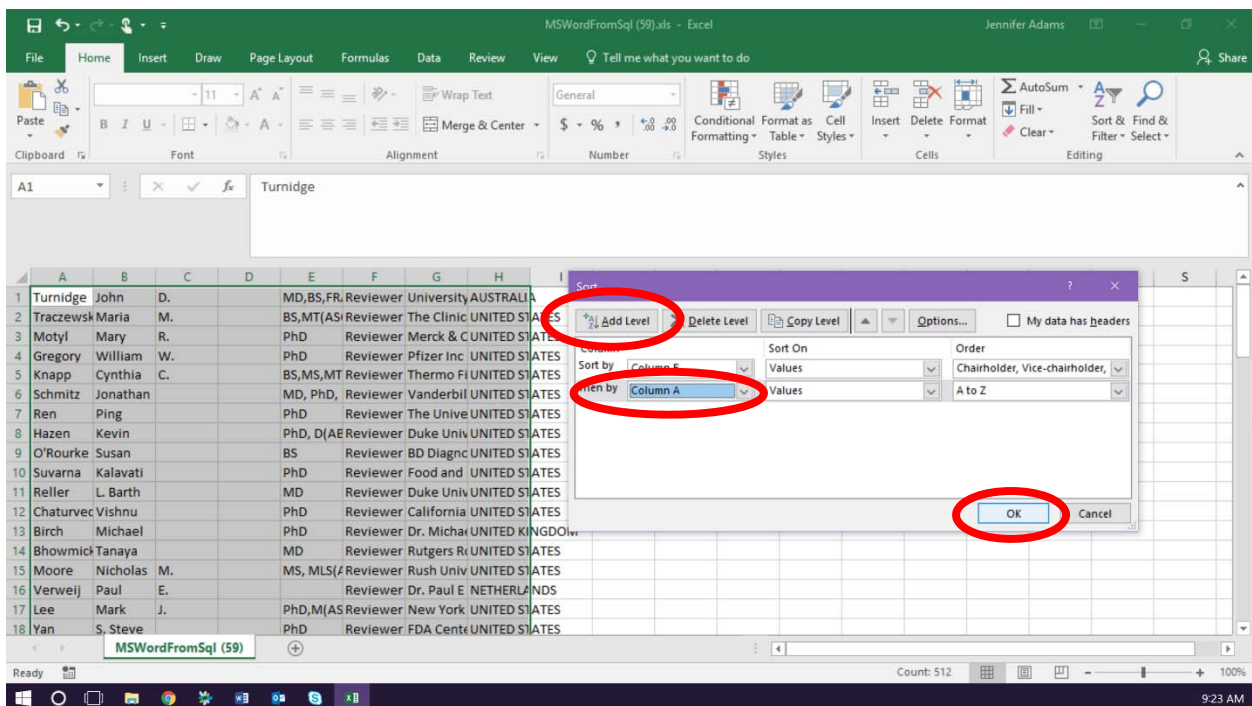 MSWordFromSql (59).xls - Excel
Jennifer Adams
File Home Insert Draw Page Layout Formulas Data Review View Tell me what you want to do Share
Paste
Clipboard
11 A A
B I U A
Font
Wrap Text
Merge & Center
Alignment
General
$ % , .00
Number
Conditional Formatting
Format as Table
Cell Styles
Styles
Insert Delete Format
Cells
AutoSum
Fill
Clear
Sort & Filter
Find & Select
Editing
A1 fx Turnidge
A B C D E F G H I S
1 Turnidge John D. MD,BS,FR. Reviewer University AUSTRALIA
2 Traczewsk Maria M. BS,MT(AS Reviewer The Clinic UNITED STATES
3 Motyl Mary R. PhD Reviewer Merck & C UNITED STATES
4 Gregory William W. PhD Reviewer Pfizer Inc UNITED STATES
5 Knapp Cynthia C. BS,MS,MT Reviewer Thermo Fi UNITED STATES
6 Schmitz Jonathan MD, PhD, Reviewer Vanderbil UNITED STATES
7 Ren Ping PhD Reviewer The Unive UNITED STATES
8 Hazen Kevin PhD, D(AB Reviewer Duke Univ UNITED STATES
9 O'Rourke Susan BS Reviewer BD Diagno UNITED STATES
10 Suvarna Kalavati PhD Reviewer Food and UNITED STATES
11 Reller L. Barth MD Reviewer Duke Univ UNITED STATES
12 Chaturvec Vishnu PhD Reviewer California UNITED STATES
13 Birch Michael PhD Reviewer Dr. Micha UNITED KINGDOM
14 Bhowmick Tanaya MD Reviewer Rutgers Ro UNITED STATES
15 Moore Nicholas M. MS, MLS(A Reviewer Rush Univ UNITED STATES
16 Verweij Paul E. Reviewer Dr. Paul E NETHERLANDS
17 Lee Mark J. PhD,M(AS Reviewer New York UNITED STATES
18 Yan S. Steve PhD Reviewer FDA Cente UNITED STATES
Sort ?
Add Level Delete Level Copy Level Options... My data has headers
Column Sort On Order
Sort by Values Chairholder, Vice-chairholder,
Then by Column A Values A to Z
OK Cancel
MSWordFromSql (59)
Ready Count: 512 100%
9:23 AM